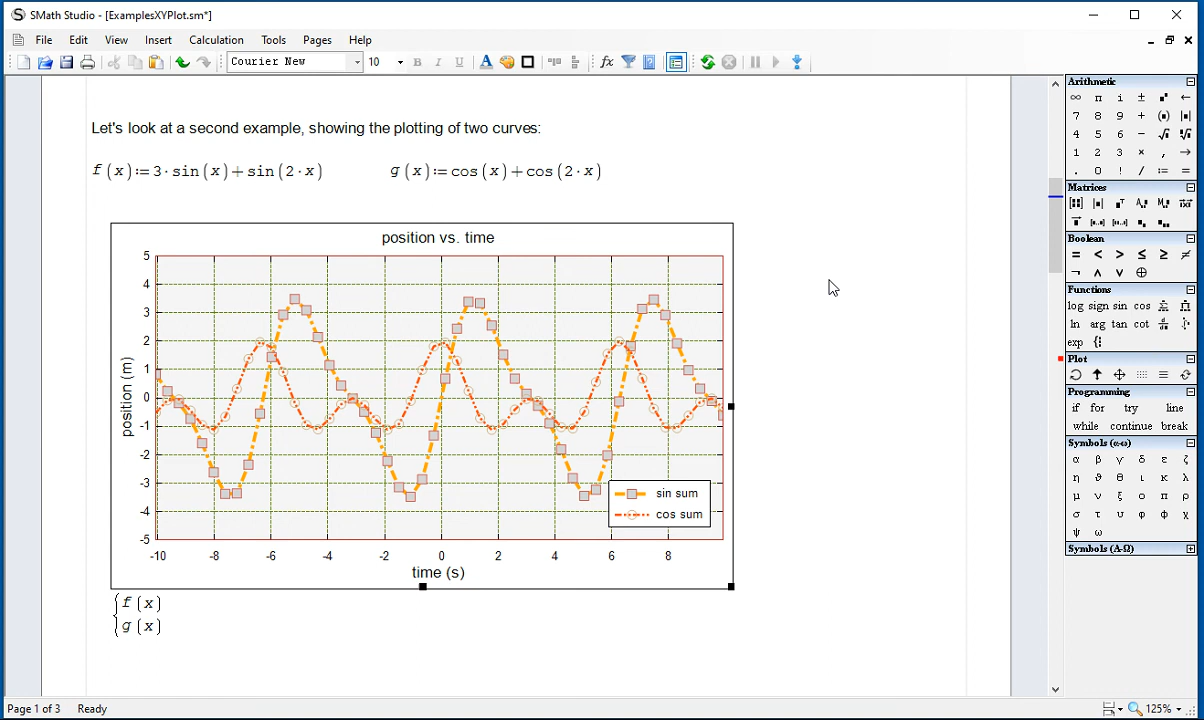 SMath Studio - [ExamplesXYPlot.sm*]
File Edit View Insert Calculation Tools Pages Help
Courier New 10 B I U A fx
Let's look at a second example, showing the plotting of two curves:
f(x):=3·sin(x)+sin(2·x) g(x):=cos(x)+cos(2·x)
position vs. time
5
4
3
2
1
0
-1
-2
-3
-4
-5
position (m)
sin sum
cos sum
-10 -8 -6 -4 -2 0 2 4 6 8
time (s)
f(x)
g(x)
Arithmetic
∞ π i ± ←
7 8 9 + (▪) |▪|
4 5 6 − √
1 2 3 × , →
. 0 ! / := =
Matrices
Boolean
= < > ≤ ≥ ≠
¬ ∧ ∨ ⊕
Functions
log sign sin cos
ln arg tan cot
exp
Plot
Programming
if for try line
while continue break
Symbols (α-ω)
α β γ δ ε ζ
η ϑ θ ι κ λ
μ ν ξ ο π ρ
σ τ υ φ ϕ χ
ψ ω
Symbols (Α-Ω)
Page 1 of 3 Ready 125%